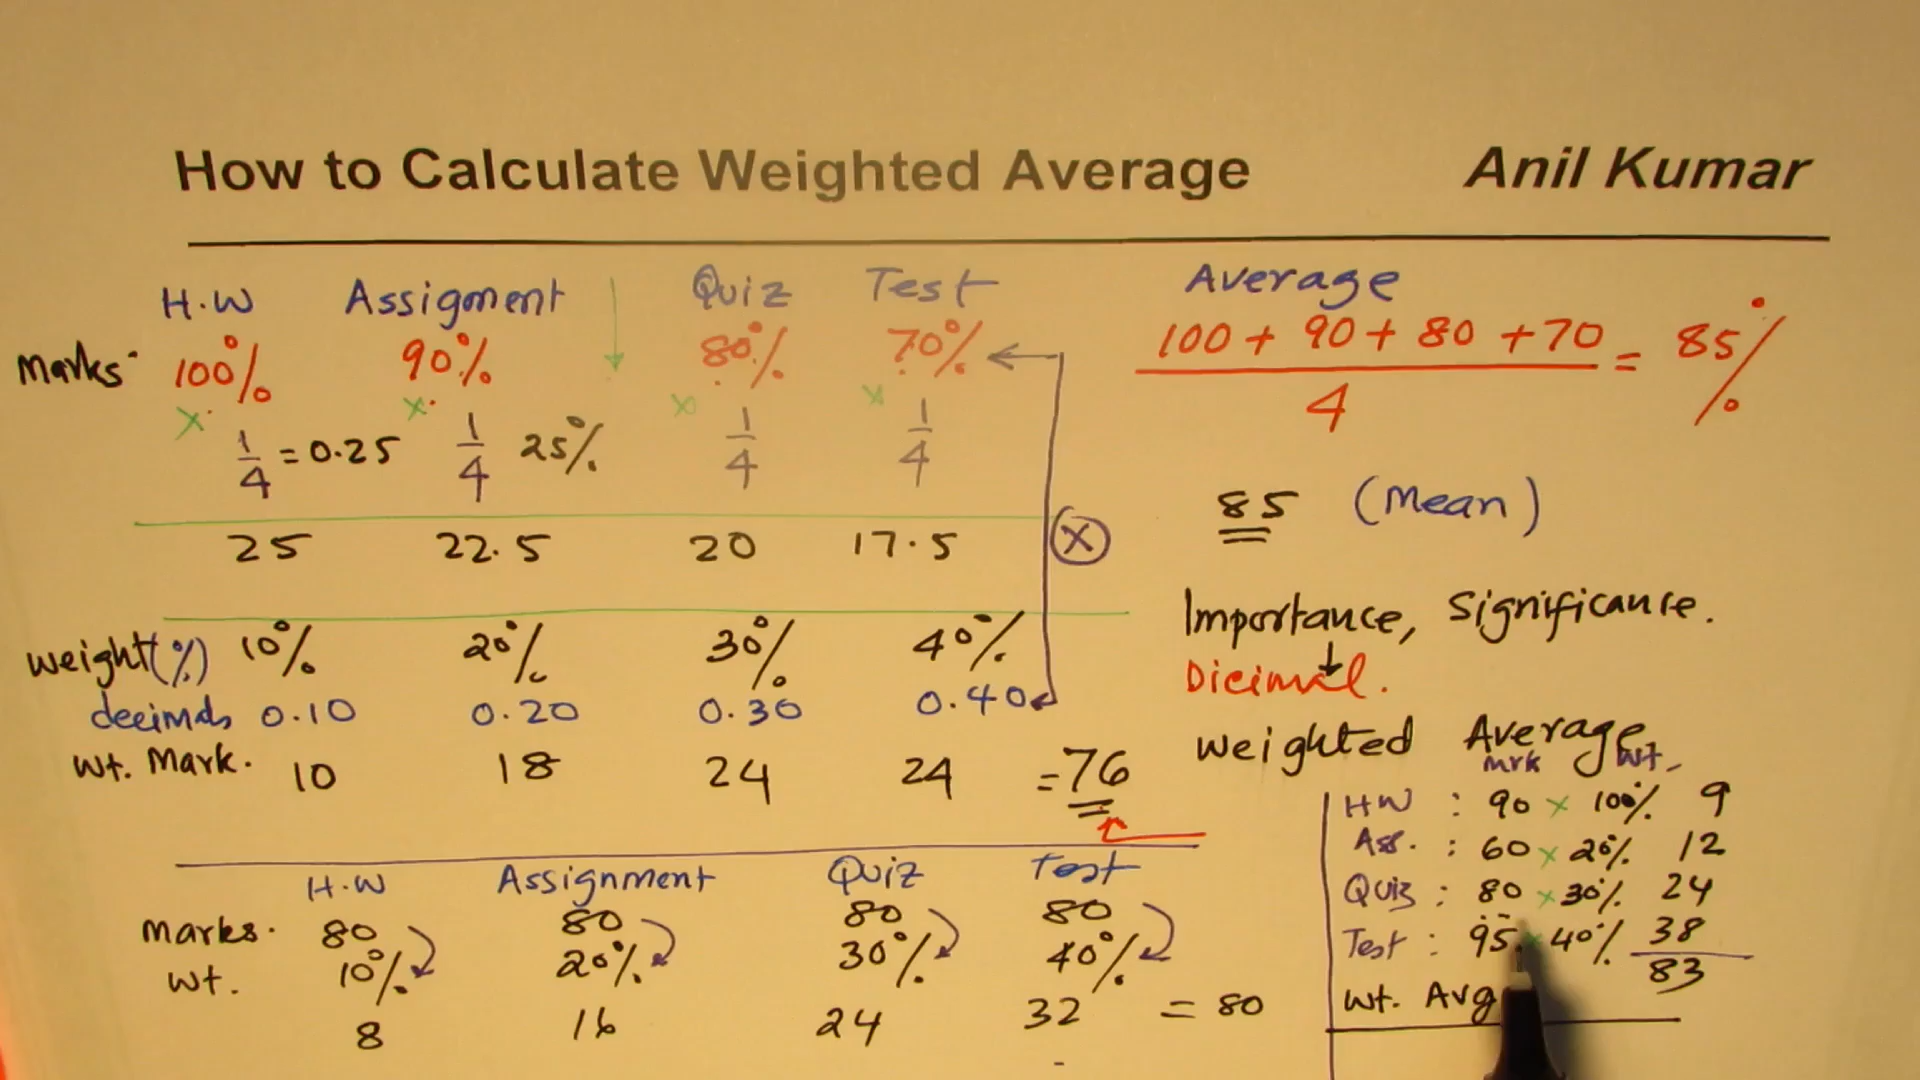 How to Calculate Weighted Average Anil Kumar
H.W Assigment Quiz Test
marks 100% 90% 80% 70%
x x x x
1/4 = 0.25 1/4 25% 1/4 1/4
25 22.5 20 17.5 X
weight(%) 10% 20% 30% 40%
decimals 0.10 0.20 0.30 0.40
wt. Mark. 10 18 24 24 = 76
H.W Assignment Quiz Test
marks. 80 80 80 80
wt. 10% 20% 30% 40%
8 16 24 32 = 80
Average
100 + 90 + 80 + 70 / 4 = 85%
85 (Mean)
Importance, Significance.
Dicimal.
weighted Average
mrk wt.
HW : 90 x 100% 9
Ass. : 60 x 20% 12
Quiz : 80 x 30% 24
Test : 95 x 40% 38
83
wt. Avg